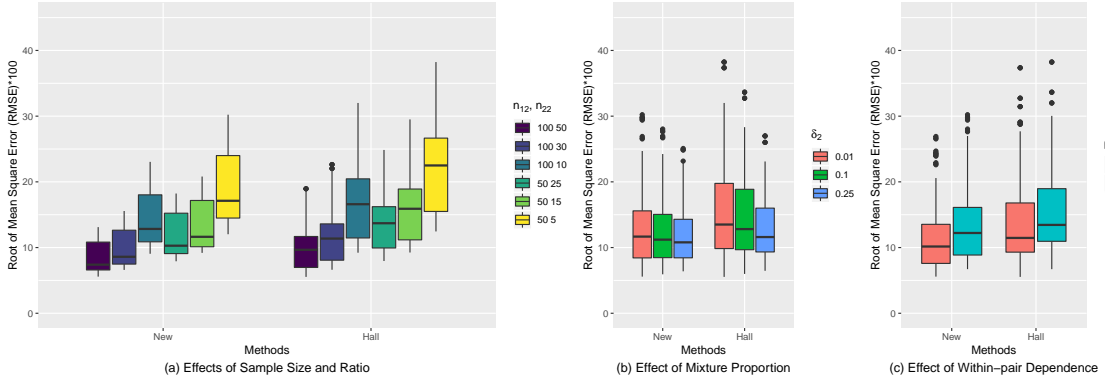 Root of Mean Square Error (RMSE)*100
40
30
20
10
0
New
Hall
Methods
(a) Effects of Sample Size and Ratio
n12, n22
100 50
100 30
100 10
50 25
50 15
50 5
Root of Mean Square Error (RMSE)*100
40
30
20
10
0
New
Hall
Methods
(b) Effect of Mixture Proportion
δ2
0.01
0.1
0.25
Root of Mean Square Error (RMSE)*100
40
30
20
10
0
New
Hall
Methods
(c) Effect of Within−pair Dependence